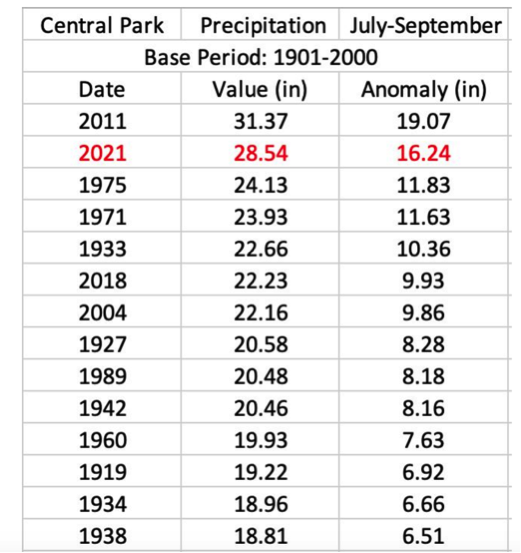 Central Park Precipitation July-September
Base Period: 1901-2000
Date Value (in) Anomaly (in)
2011 31.37 19.07
2021 28.54 16.24
1975 24.13 11.83
1971 23.93 11.63
1933 22.66 10.36
2018 22.23 9.93
2004 22.16 9.86
1927 20.58 8.28
1989 20.48 8.18
1942 20.46 8.16
1960 19.93 7.63
1919 19.22 6.92
1934 18.96 6.66
1938 18.81 6.51